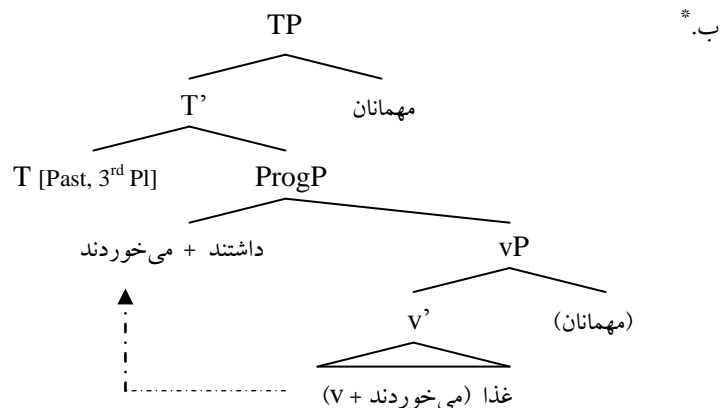 ب.*
TP
مهمانان
T’
T [Past, 3rd Pl]
ProgP
داشتند + می‌خوردند
vP
(مهمانان)
v’
غذا (می‌خوردند + v)